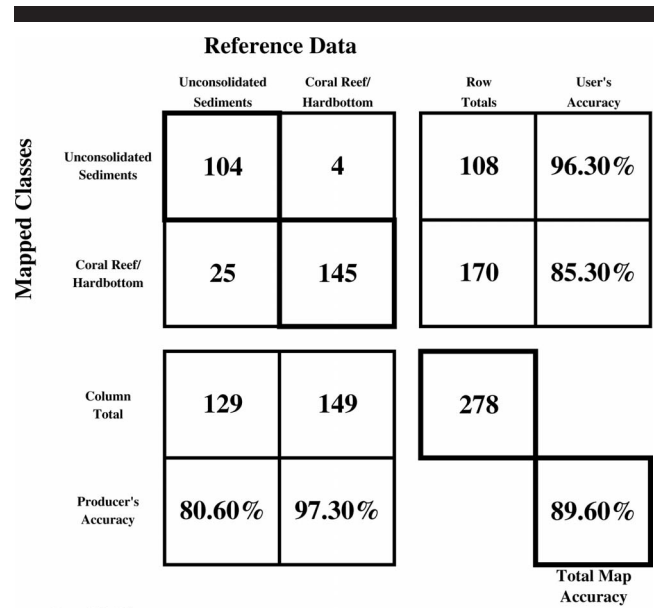 Reference Data
Unconsolidated Sediments
Coral Reef/ Hardbottom
Row Totals
User's Accuracy
Mapped Classes
Unconsolidated Sediments
104 4 108 96.30%
Coral Reef/ Hardbottom
25 145 170 85.30%
Column Total
129 149 278
Producer's Accuracy
80.60% 97.30% 89.60%
Total Map
Accuracy